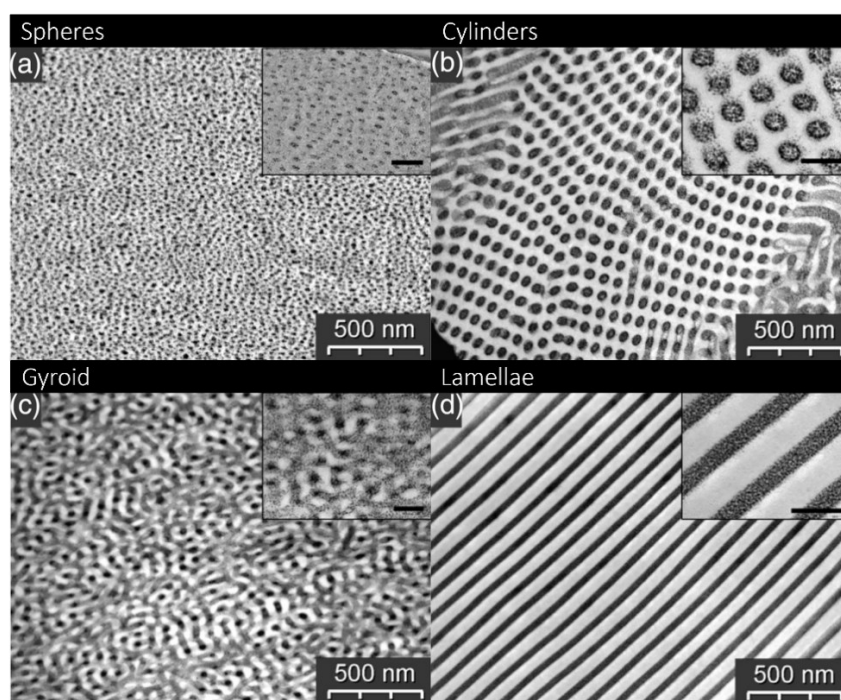 Spheres
Cylinders
(a)
(b)
500 nm
500 nm
Gyroid
Lamellae
(c)
(d)
500 nm
500 nm